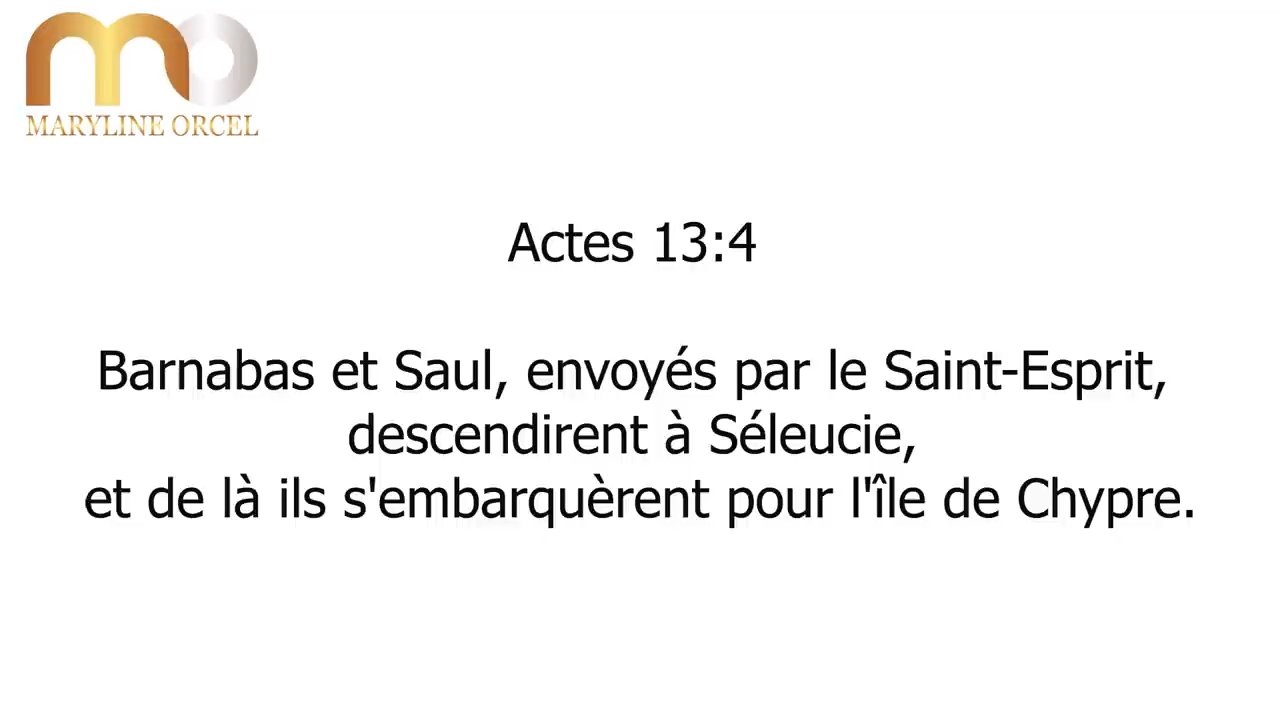 mo
MARYLINE ORCEL
Actes 13:4
Barnabas et Saul, envoyés par le Saint-Esprit,
descendirent à Séleucie,
et de là ils s'embarquèrent pour l'île de Chypre.